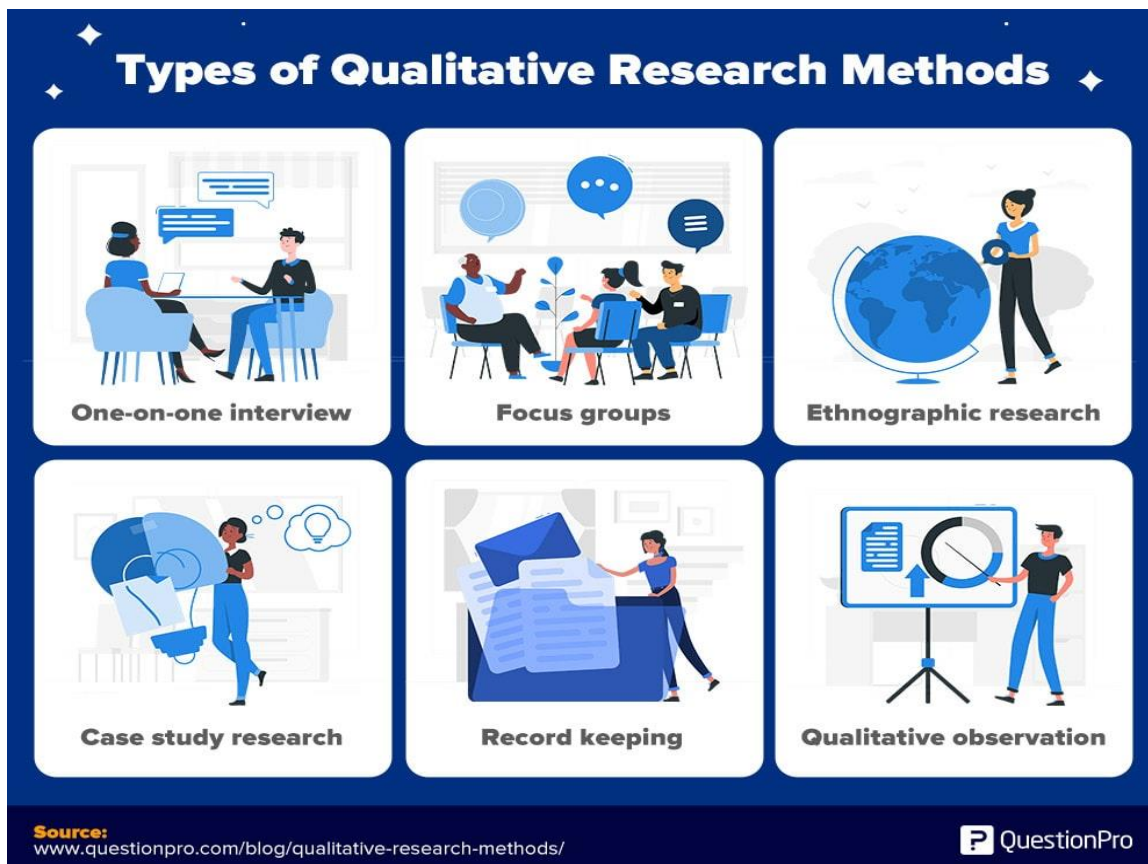 Types of Qualitative Research Methods
One-on-one interview
Focus groups
Ethnographic research
Case study research
Record keeping
Qualitative observation
Source:
www.questionpro.com/blog/qualitative-research-methods/
QuestionPro